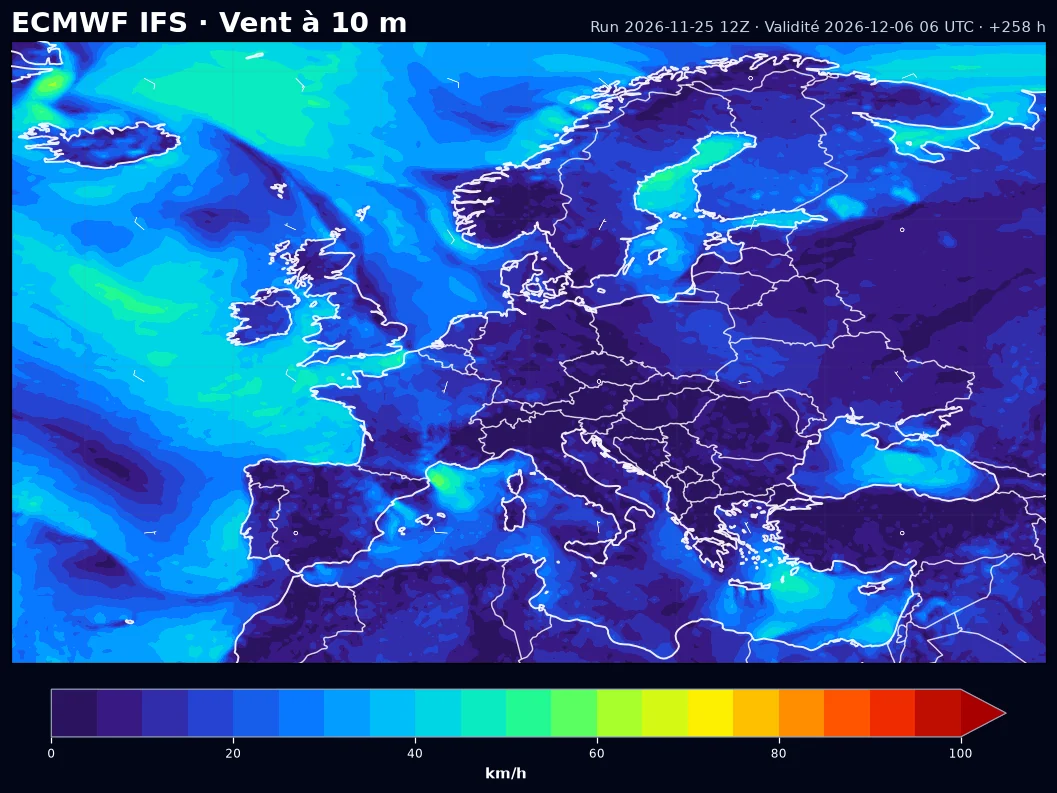 ECMWF IFS · Vent à 10 m
Run 2026-11-25 12Z · Validité 2026-12-06 06 UTC · +258 h
0 20 40 60 80 100
km/h